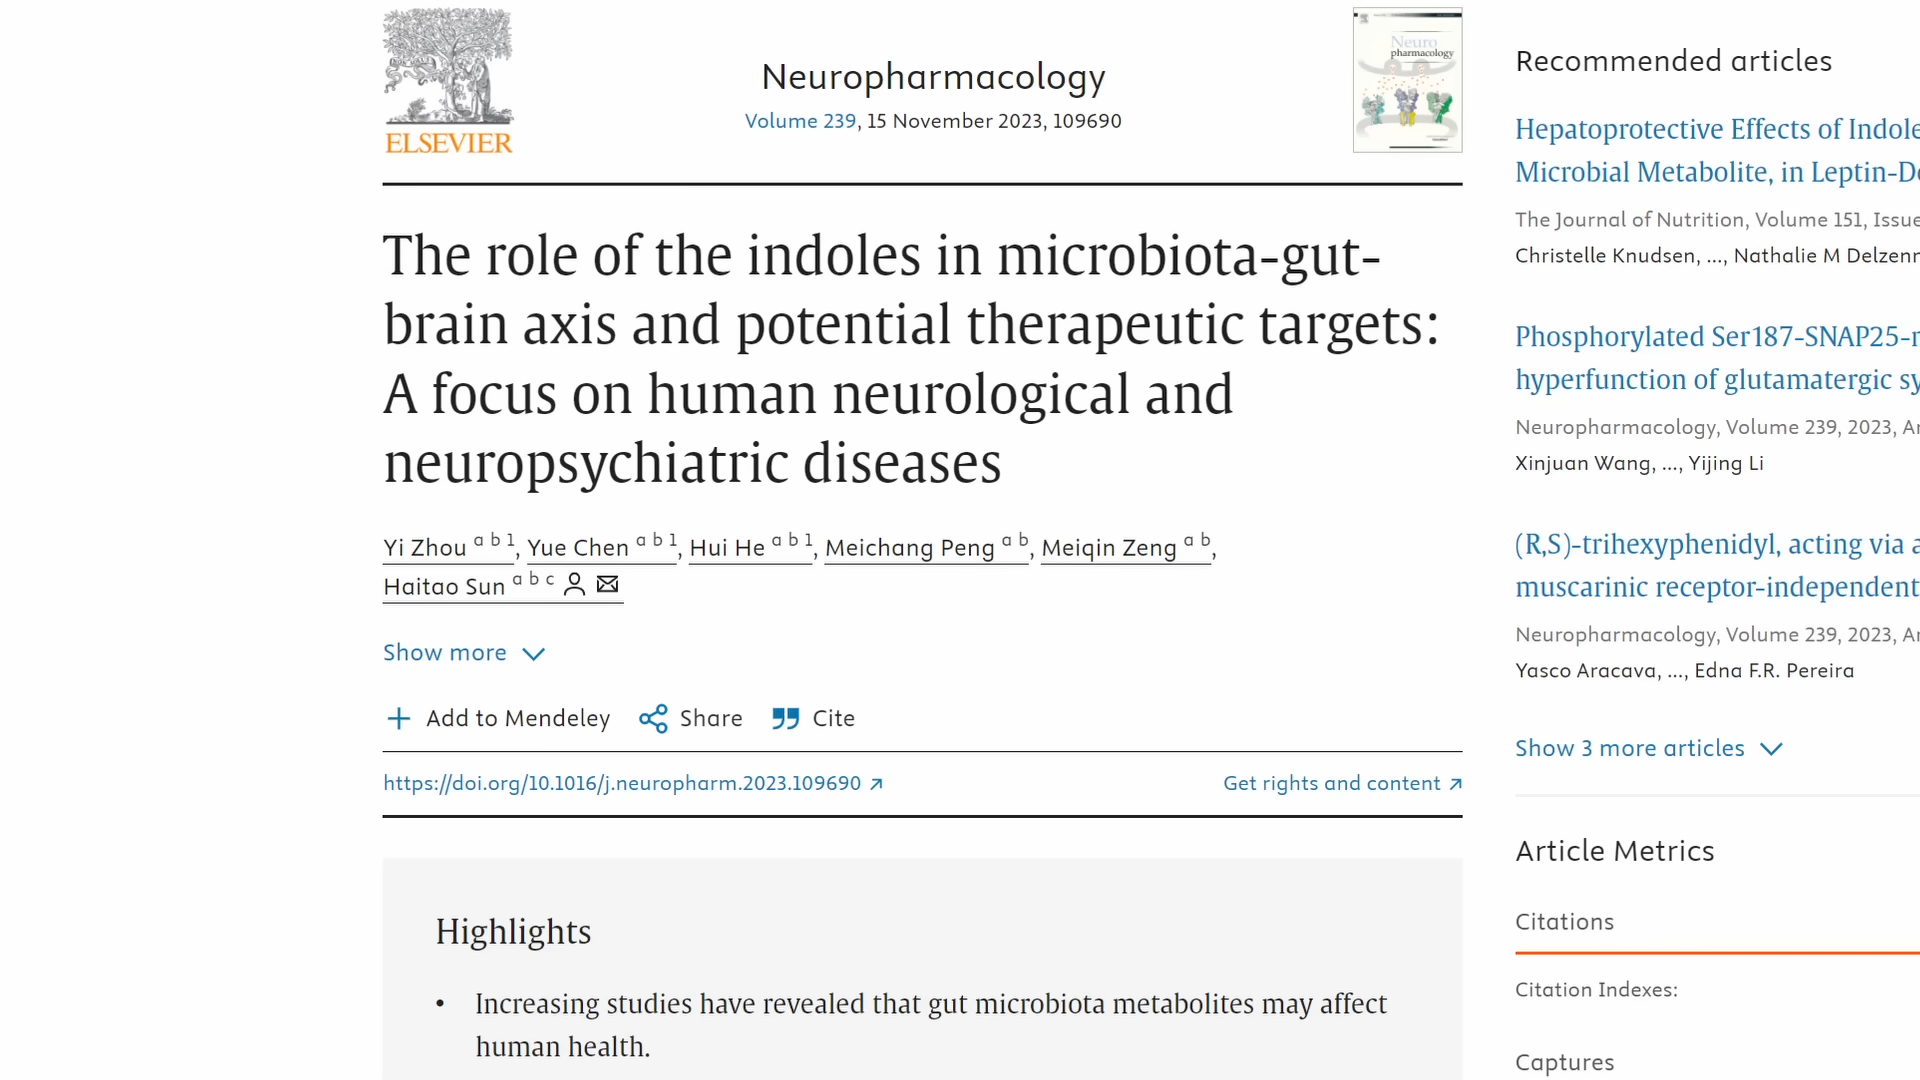 ELSEVIER
Neuropharmacology
Volume 239, 15 November 2023, 109690
Neuro
pharmacology
The role of the indoles in microbiota-gut-
brain axis and potential therapeutic targets:
A focus on human neurological and
neuropsychiatric diseases
Yi Zhou a b 1, Yue Chen a b 1, Hui He a b 1, Meichang Peng a b, Meiqin Zeng a b,
Haitao Sun a b c
Show more
Add to Mendeley Share Cite
https://doi.org/10.1016/j.neuropharm.2023.109690 Get rights and content
Highlights
• Increasing studies have revealed that gut microbiota metabolites may affect
human health.
Recommended articles
Hepatoprotective Effects of Indole
Microbial Metabolite, in Leptin-De
The Journal of Nutrition, Volume 151, Issue
Christelle Knudsen, ..., Nathalie M Delzenn
Phosphorylated Ser187-SNAP25-
hyperfunction of glutamatergic sy
Neuropharmacology, Volume 239, 2023, Ar
Xinjuan Wang, ..., Yijing Li
(R,S)-trihexyphenidyl, acting via a
muscarinic receptor-independent
Neuropharmacology, Volume 239, 2023, Ar
Yasco Aracava, ..., Edna F.R. Pereira
Show 3 more articles
Article Metrics
Citations
Citation Indexes:
Captures